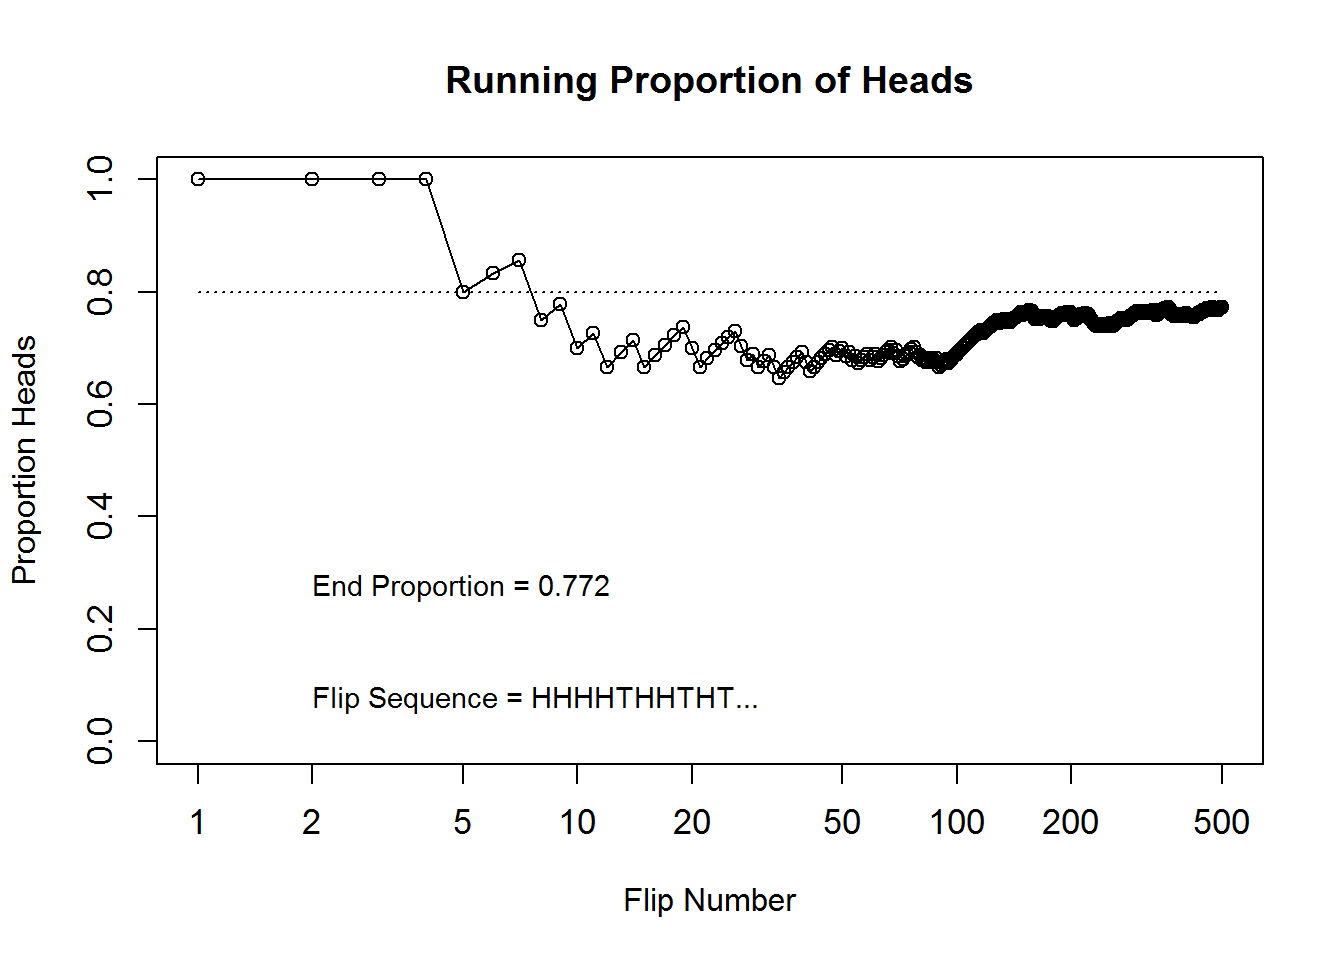 Running Proportion of Heads
Proportion Heads
1.0
0.8
0.6
0.4
0.2
0.0
End Proportion = 0.772
Flip Sequence = HHHHTHHTHT...
1 2 5 10 20 50 100 200 500
Flip Number